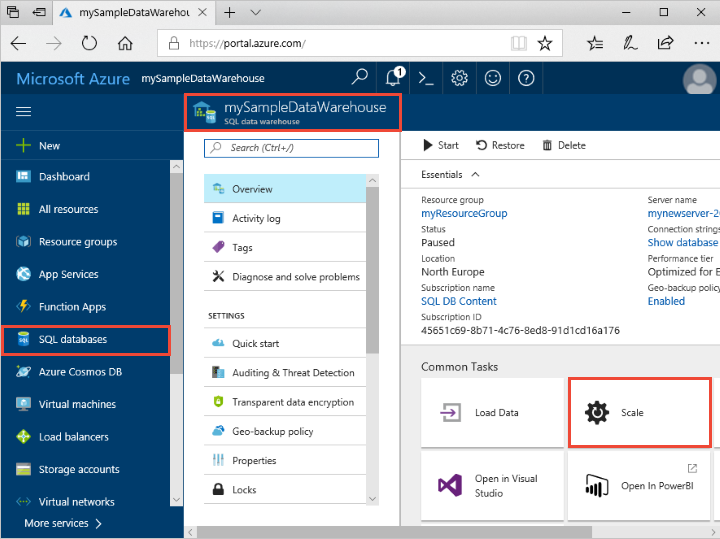 mySampleDataWarehou
https://portal.azure.com/
Microsoft Azure mySampleDataWarehouse
1
mySampleDataWarehouse
SQL data warehouse
New
Dashboard
All resources
Resource groups
App Services
Function Apps
SQL databases
Azure Cosmos DB
Virtual machines
Load balancers
Storage accounts
Virtual networks
More services
Search (Ctrl+/)
Overview
Activity log
Tags
Diagnose and solve problems
SETTINGS
Quick start
Auditing & Threat Detection
Transparent data encryption
Geo-backup policy
Properties
Locks
Start Restore Delete
Essentials
Resource group
myResourceGroup
Status
Paused
Location
North Europe
Subscription name
SQL DB Content
Subscription ID
45651c69-8b71-4c76-8ed8-91d1cd16a176
Server name
mynewserver-20
Connection strings
Show database
Performance tier
Optimized for E
Geo-backup policy
Enabled
Common Tasks
Load Data
Scale
Open in Visual
Studio
Open In PowerBI